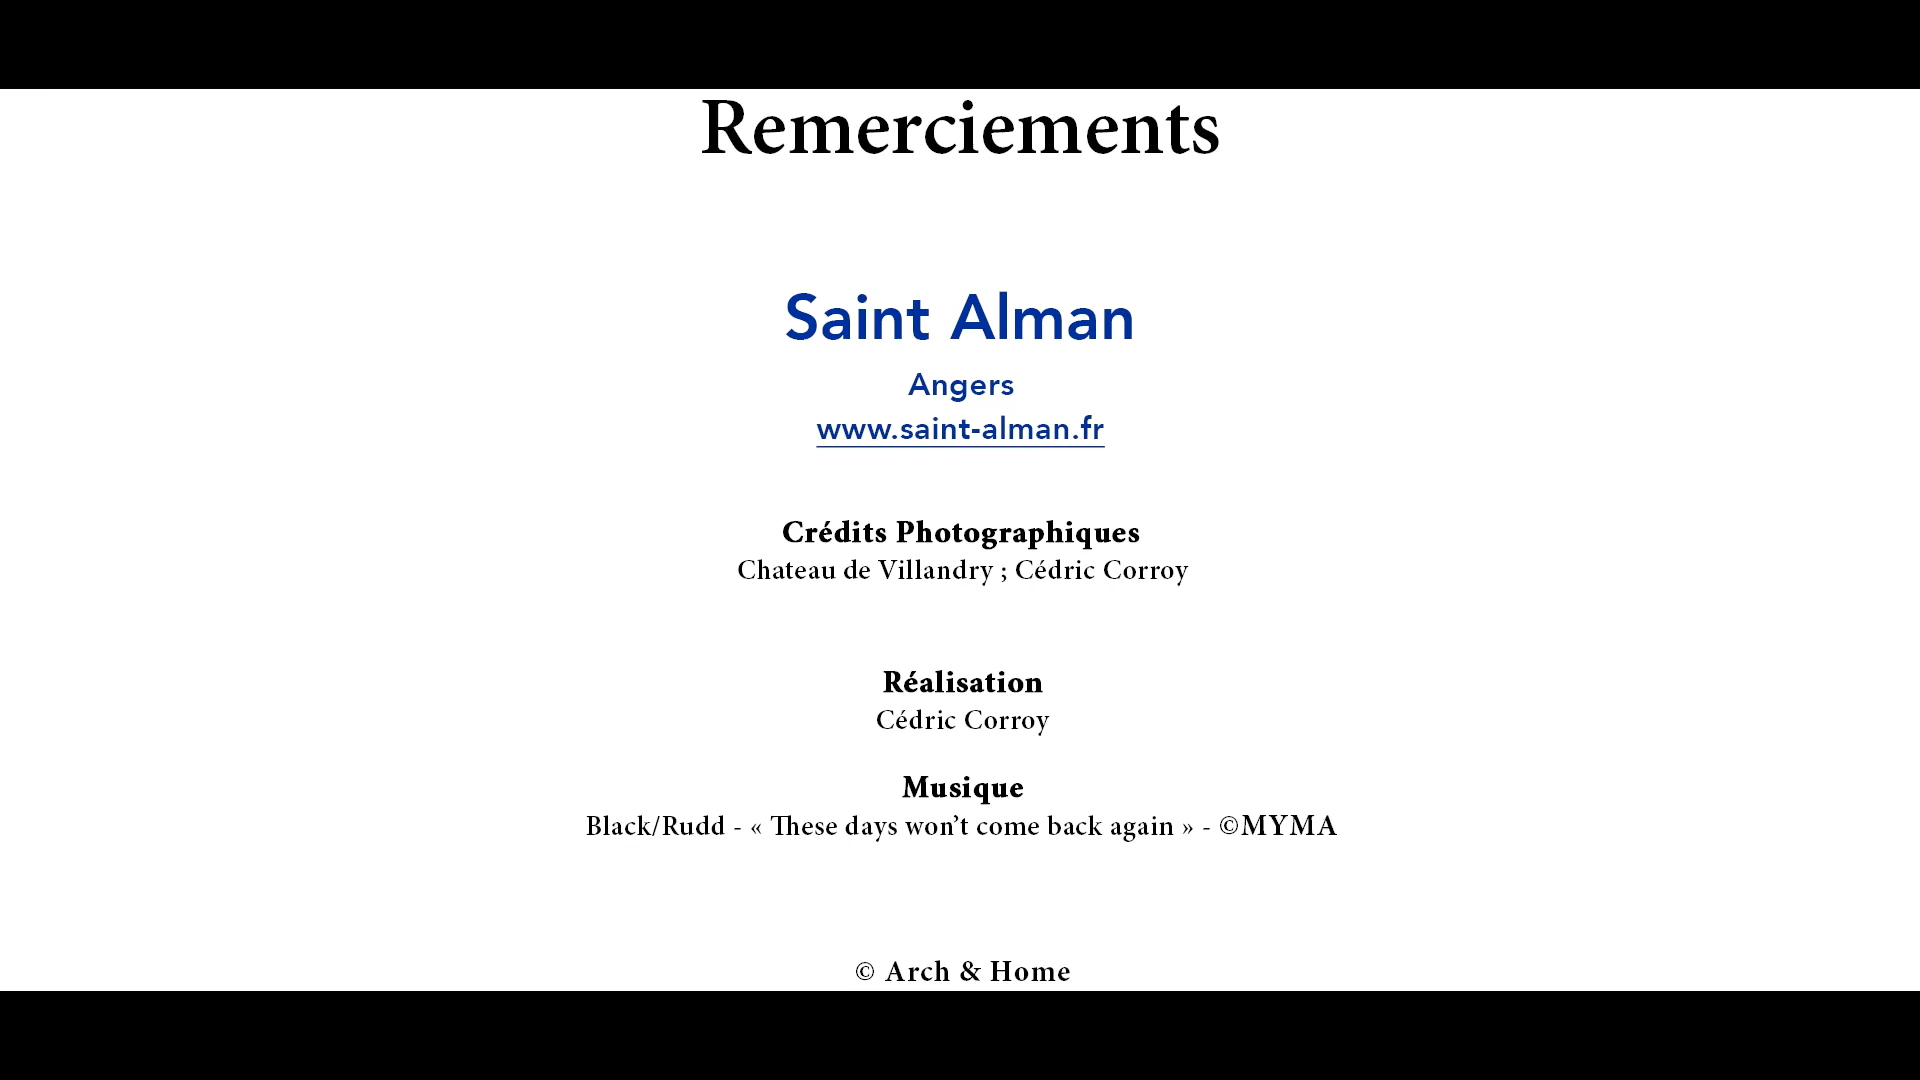 Remerciements
Saint Alman
Angers
www.saint-alman.fr
Crédits Photographiques
Chateau de Villandry ; Cédric Corroy
Réalisation
Cédric Corroy
Musique
Black/Rudd - « These days won’t come back again » - ©MYMA
© Arch & Home